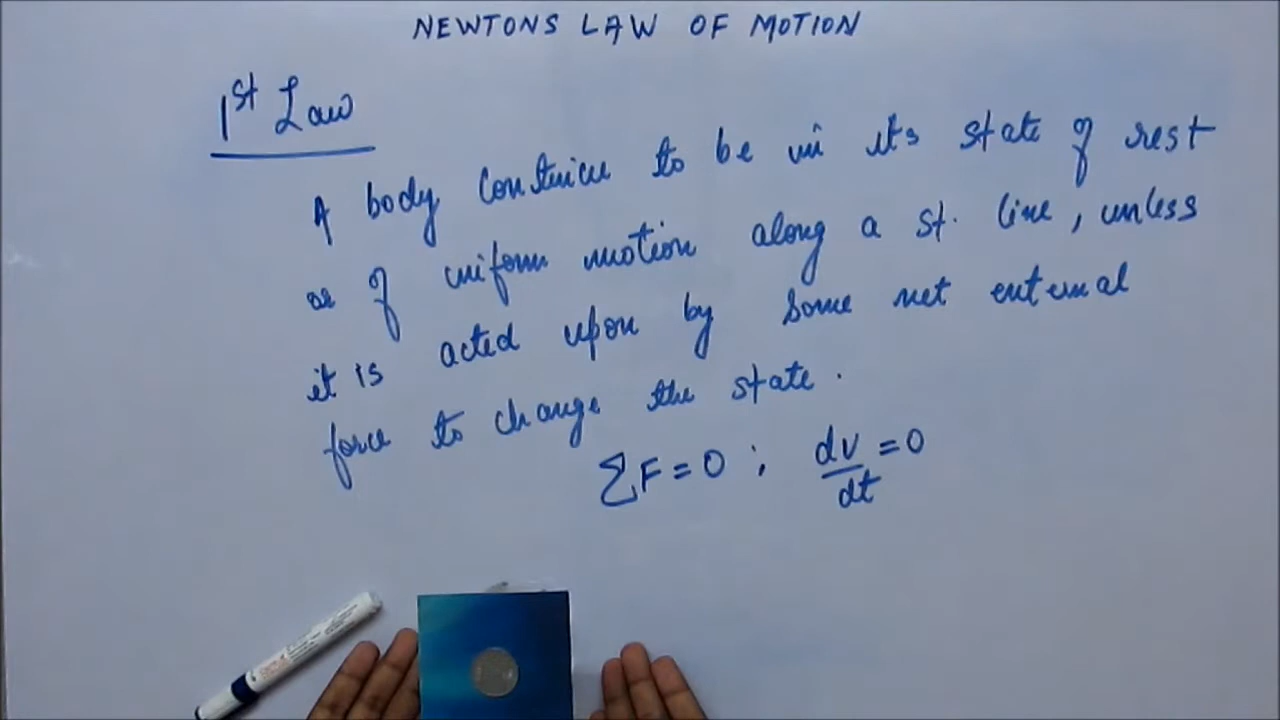 NEWTONS LAW OF MOTION
1st Law
A body continue to be in its state of rest
or of uniform motion along a st. line, unless
it is acted upon by some net external
force to change the state.
∑F = 0 ; dv/dt = 0